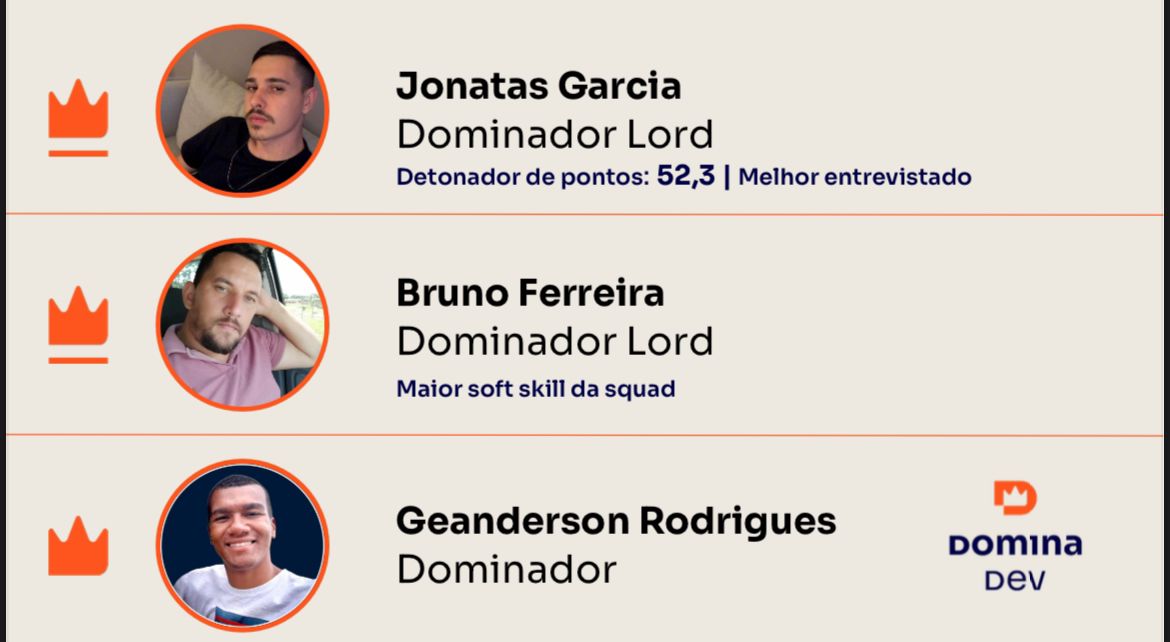 Jonatas Garcia
Dominador Lord
Detonador de pontos: 52,3 | Melhor entrevistado
Bruno Ferreira
Dominador Lord
Maior soft skill da squad
Geanderson Rodrigues
Dominador
Domina
Dev